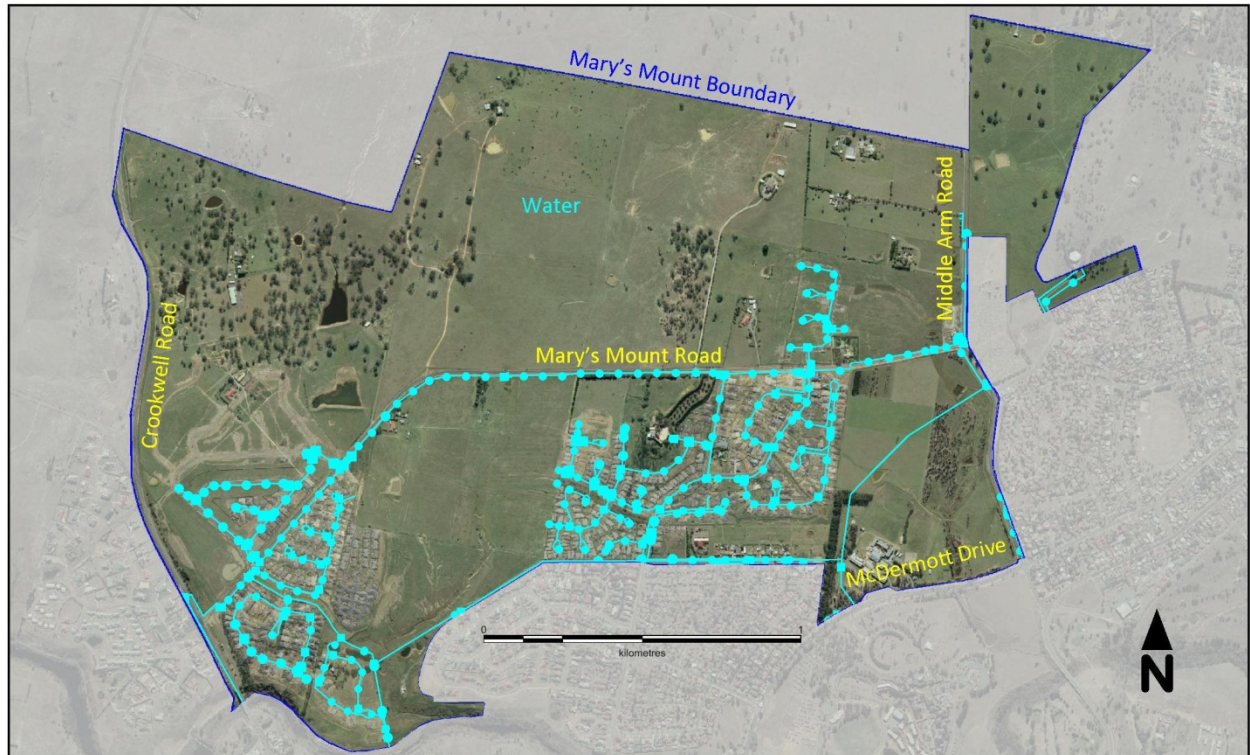 Mary's Mount Boundary
Water
Middle Arm Road
Mary's Mount Road
Crookwell Road
McDermott Drive
0 1
kilometres
N